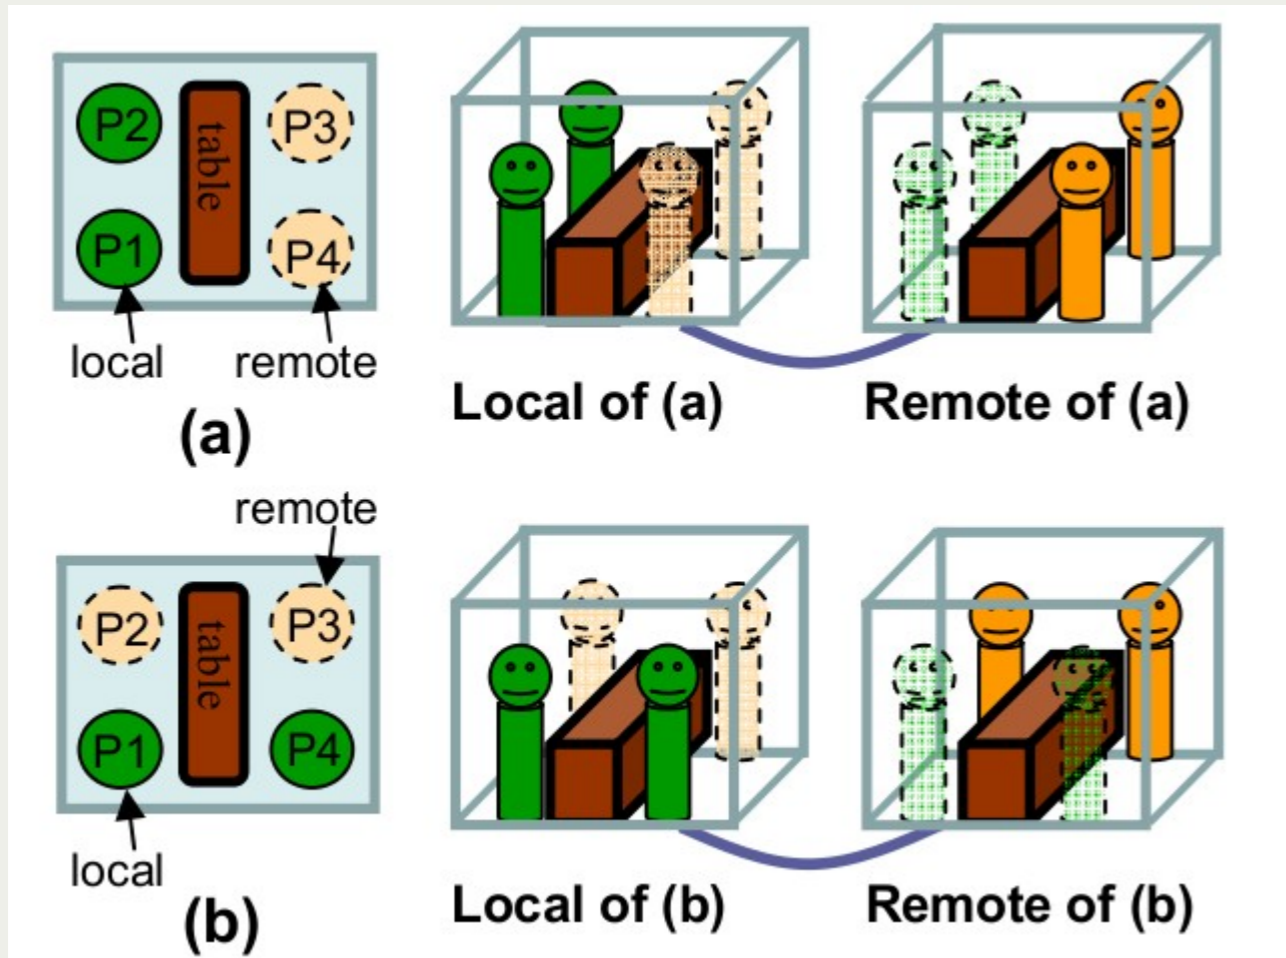 P2
table
P3
P1
P4
local
remote
(a)
Local of (a)
Remote of (a)
remote
P2
table
P3
P1
P4
local
(b)
Local of (b)
Remote of (b)